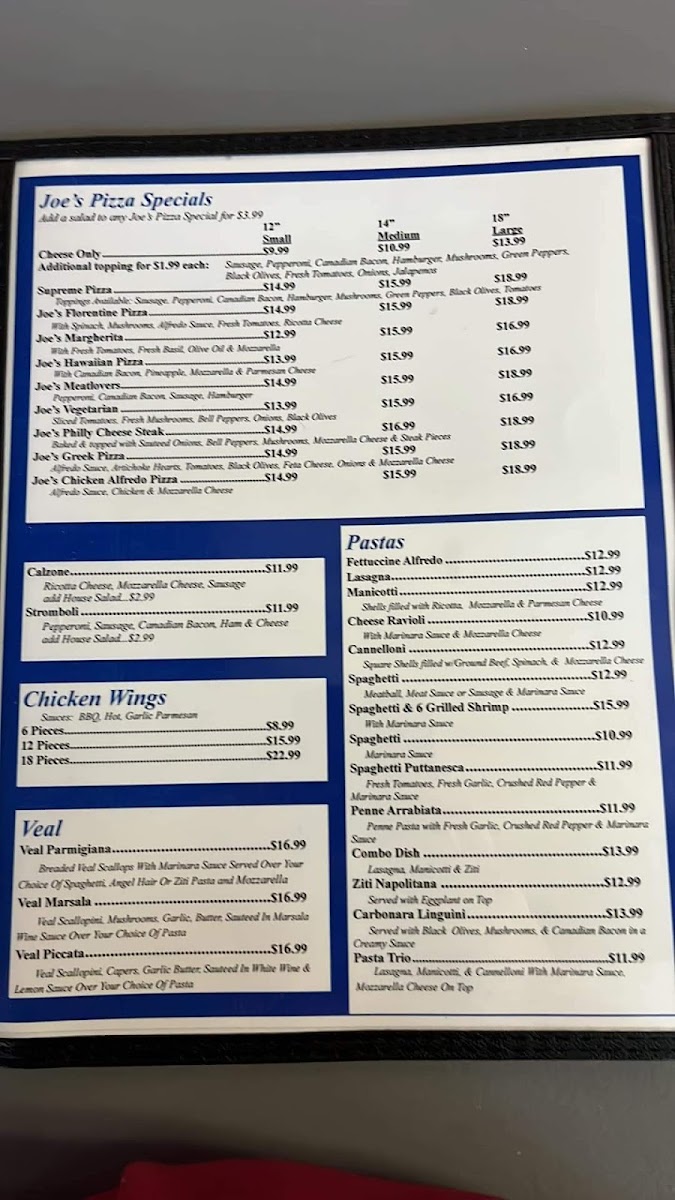 Joe's Pizza Specials
Add a salad to any Joe's Pizza Special for $3.99
12" 14" 18"
Small Medium Large
Cheese Only $9.99 $10.99 $13.99
Additional topping for $1.99 each: Sausage, Pepperoni, Canadian Bacon, Hamburger, Mushrooms, Green Peppers,
Black Olives, Fresh Tomatoes, Onions, Jalapenos
Supreme Pizza $14.99 $15.99 $18.99
Toppings Available: Sausage, Pepperoni, Canadian Bacon, Hamburger, Mushrooms, Green Peppers, Black Olives, Tomatoes
Joe's Florentine Pizza $14.99 $15.99 $18.99
With Spinach, Mushrooms, Alfredo Sauce, Fresh Tomatoes, Ricotta Cheese
Joe's Margherita $12.99 $15.99 $16.99
With Fresh Tomatoes, Fresh Basil, Olive Oil & Mozzarella
Joe's Hawaiian Pizza $13.99 $15.99 $16.99
With Canadian Bacon, Pineapple, Mozzarella & Parmesan Cheese
Joe's Meatlovers $14.99 $15.99 $18.99
Pepperoni, Canadian Bacon, Sausage, Hamburger
Joe's Vegetarian $13.99 $15.99 $16.99
Sliced Tomatoes, Fresh Mushrooms, Bell Peppers, Onions, Black Olives
Joe's Philly Cheese Steak $14.99 $16.99 $18.99
Baked & topped with Sauteed Onions, Bell Peppers, Mushrooms, Mozzarella Cheese & Steak Pieces
Joe's Greek Pizza $14.99 $15.99 $18.99
Alfredo Sauce, Artichoke Hearts, Tomatoes, Black Olives, Feta Cheese, Onions & Mozzarella Cheese
Joe's Chicken Alfredo Pizza $14.99 $15.99 $18.99
Alfredo Sauce, Chicken & Mozzarella Cheese
Calzone $11.99
Ricotta Cheese, Mozzarella Cheese, Sausage
add House Salad...$2.99
Stromboli $11.99
Pepperoni, Sausage, Canadian Bacon, Ham & Cheese
add House Salad...$2.99
Chicken Wings
Sauces: BBQ, Hot, Garlic Parmesan
6 Pieces $8.99
12 Pieces $15.99
18 Pieces $22.99
Veal
Veal Parmigiana $16.99
Breaded Veal Scallops With Marinara Sauce Served Over Your
Choice Of Spaghetti, Angel Hair Or Ziti Pasta and Mozzarella
Veal Marsala $16.99
Veal Scallopini, Mushrooms, Garlic, Butter, Sauteed In Marsala
Wine Sauce Over Your Choice Of Pasta
Veal Piccata $16.99
Veal Scallopini, Capers, Garlic Butter, Sauteed In White Wine &
Lemon Sauce Over Your Choice Of Pasta
Pastas
Fettuccine Alfredo $12.99
Lasagna $12.99
Manicotti $12.99
Shells filled with Ricotta, Mozzarella & Parmesan Cheese
Cheese Ravioli $10.99
With Marinara Sauce & Mozzarella Cheese
Cannelloni $12.99
Square Shells filled w/Ground Beef, Spinach, & Mozzarella Cheese
Spaghetti $12.99
Meatball, Meat Sauce or Sausage & Marinara Sauce
Spaghetti & 6 Grilled Shrimp $15.99
With Marinara Sauce
Spaghetti $10.99
Marinara Sauce
Spaghetti Puttanesca $11.99
Fresh Tomatoes, Fresh Garlic, Crushed Red Pepper &
Marinara Sauce
Penne Arrabiata $11.99
Penne Pasta with Fresh Garlic, Crushed Red Pepper & Marinara
Sauce
Combo Dish $13.99
Lasagna, Manicotti & Ziti
Ziti Napolitana $12.99
Served with Eggplant on Top
Carbonara Linguini $13.99
Served with Black Olives, Mushrooms, & Canadian Bacon in a
Creamy Sauce
Pasta Trio $11.99
Lasagna, Manicotti, & Cannelloni With Marinara Sauce,
Mozzarella Cheese On Top